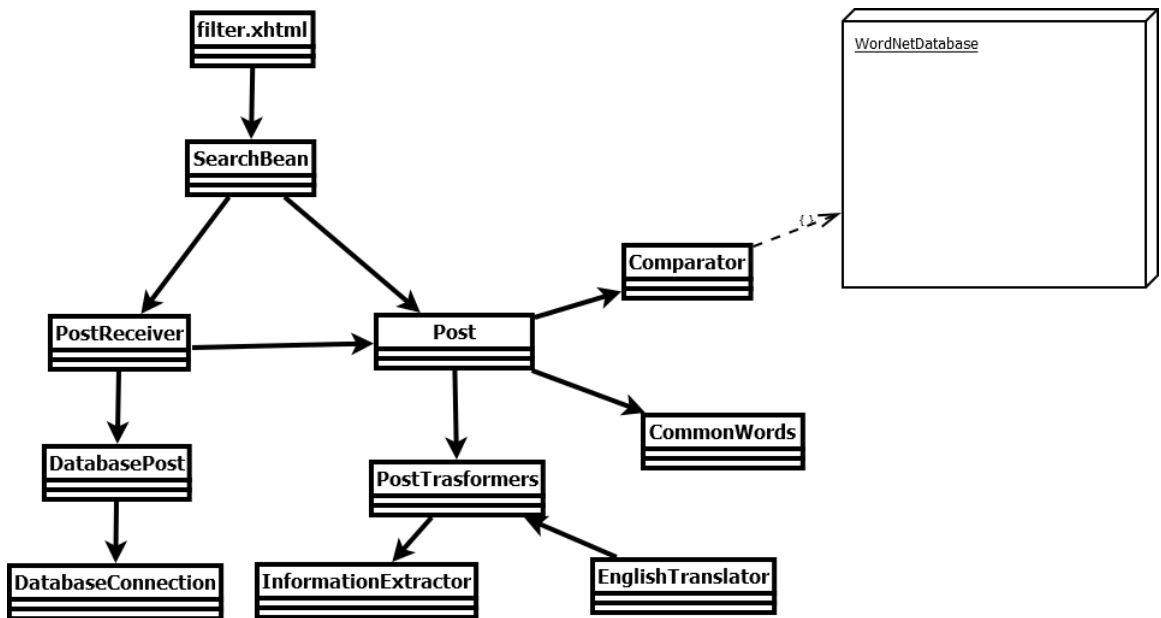 filter.xhtml
WordNetDatabase
SearchBean
{ }
Comparator
PostReceiver
Post
CommonWords
DatabasePost
PostTrasformers
DatabaseConnection
InformationExtractor
EnglishTranslator